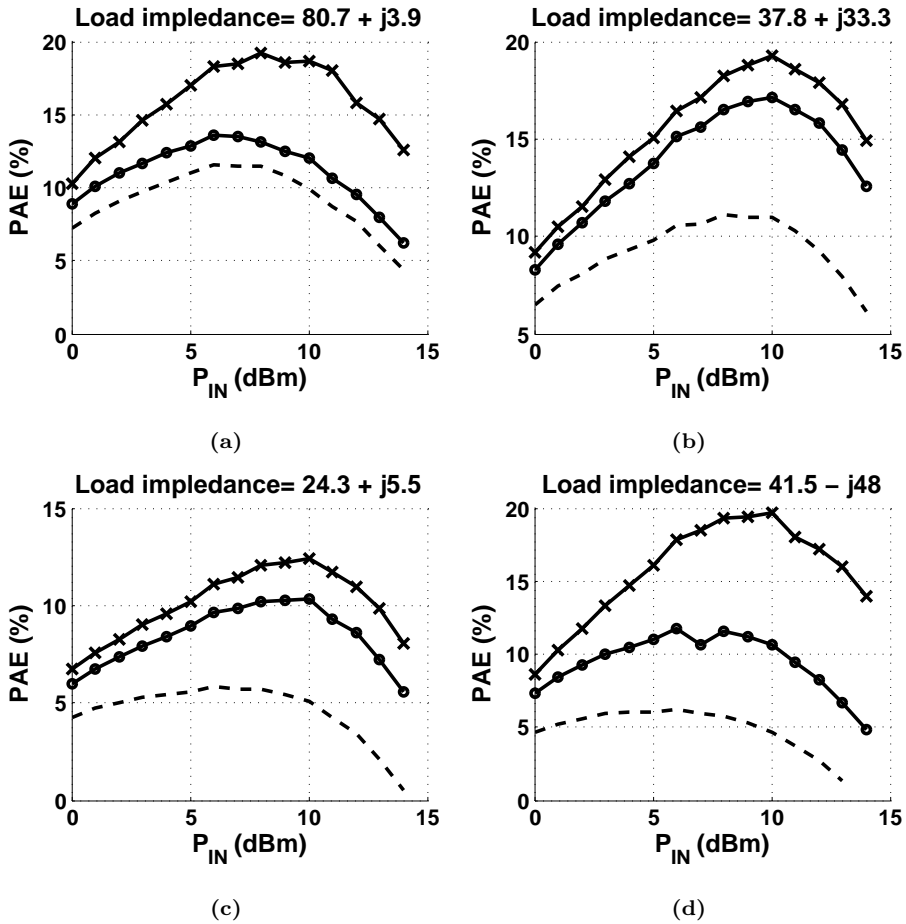 Load impledance= 80.7 + j3.9
PAE (%)
20
15
10
5
0
0 5 10 15
P_IN (dBm)
(a)
Load impledance= 37.8 + j33.3
PAE (%)
20
15
10
5
0 5 10 15
P_IN (dBm)
(b)
Load impledance= 24.3 + j5.5
PAE (%)
15
10
5
0
0 5 10 15
P_IN (dBm)
(c)
Load impledance= 41.5 − j48
PAE (%)
20
15
10
5
0
0 5 10 15
P_IN (dBm)
(d)